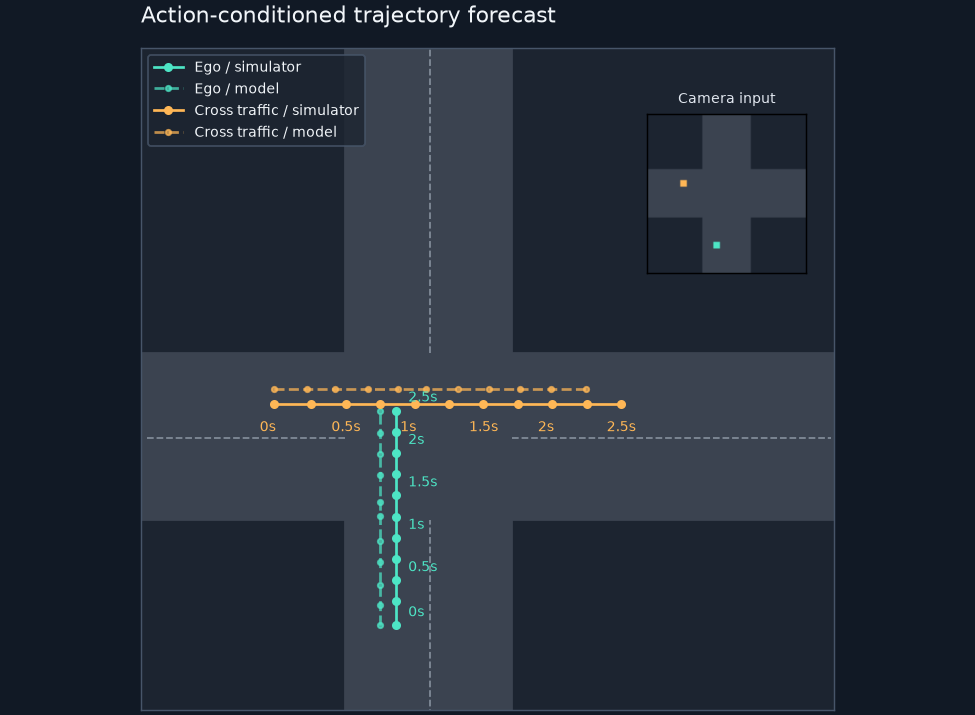 Action-conditioned trajectory forecast
Ego / simulator
Ego / model
Cross traffic / simulator
Cross traffic / model
Camera input
2.5s
0s 0.5s 1s 1.5s 2s 2.5s
2s
1.5s
1s
0.5s
0s